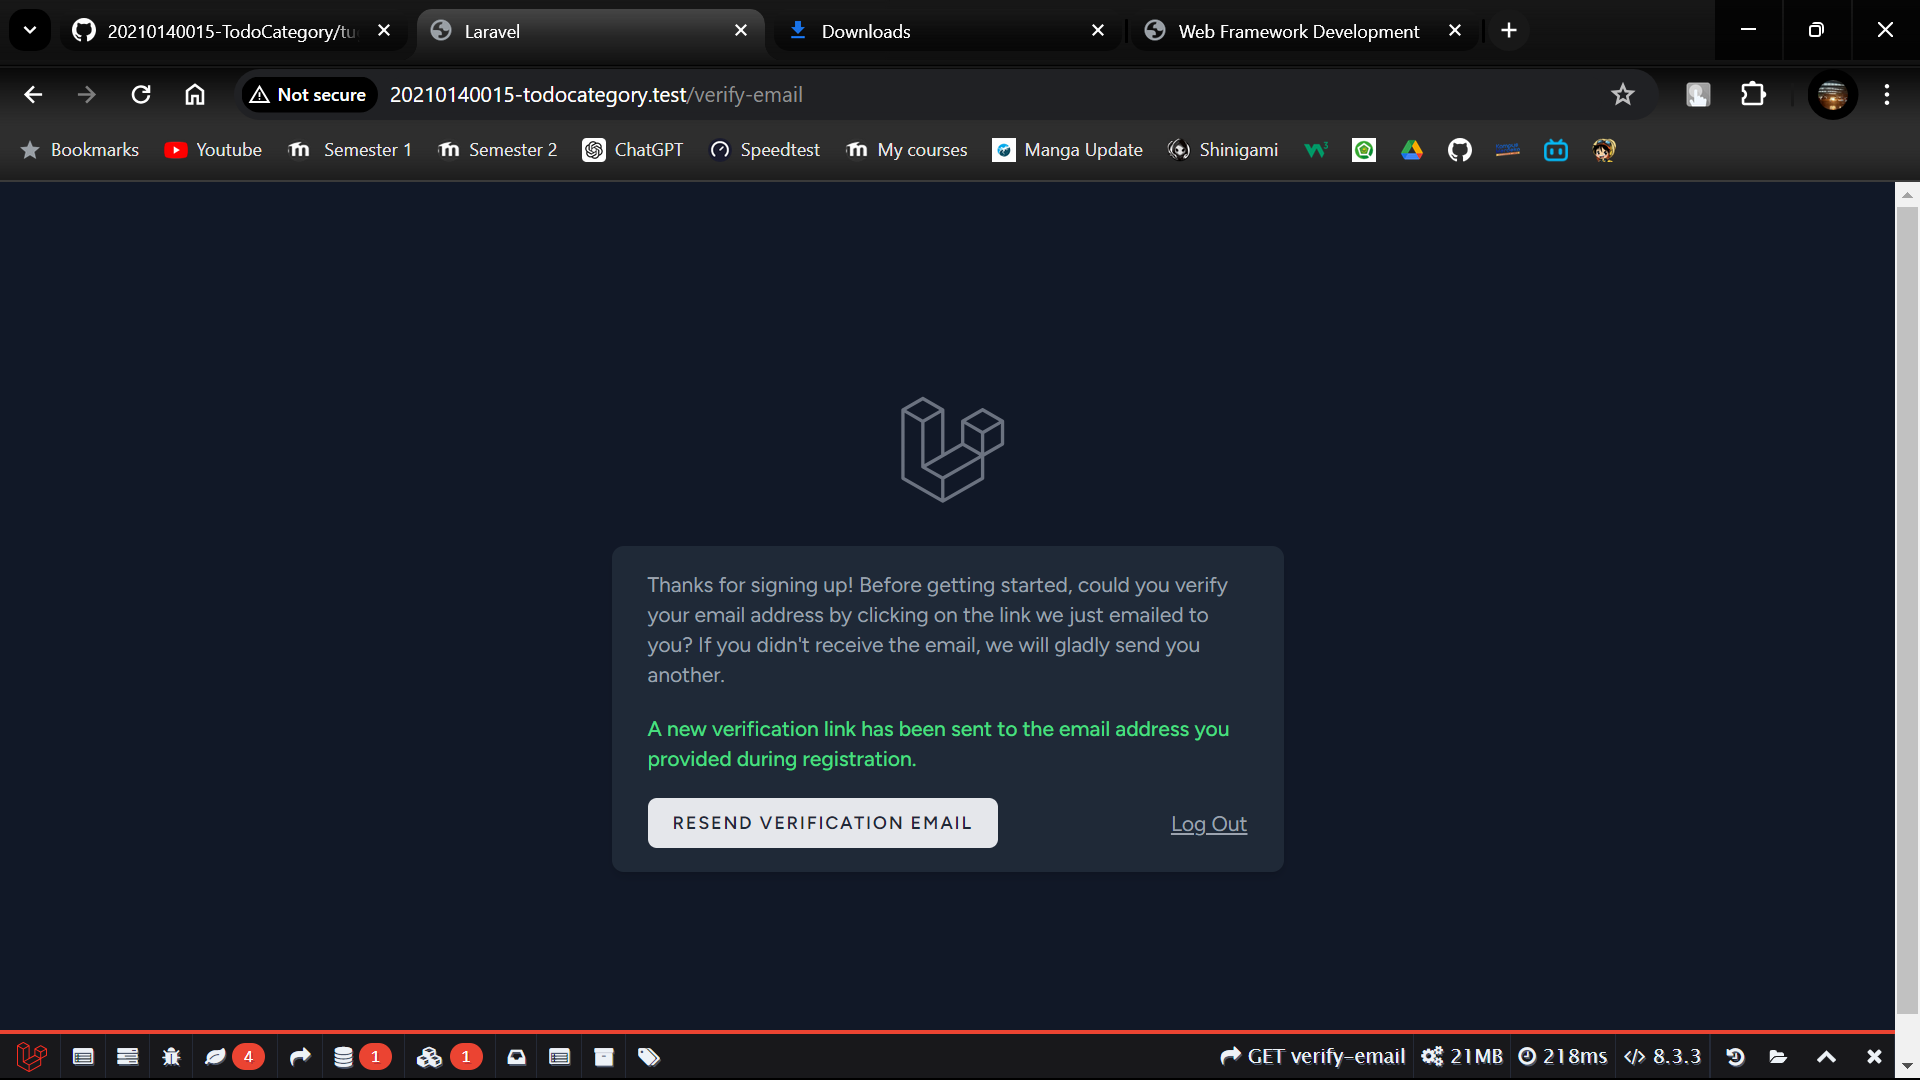 20210140015-TodoCategory/tu
Laravel
Downloads
Web Framework Development
Not secure
20210140015-todocategory.test/verify-email
Bookmarks
Youtube
Semester 1
Semester 2
ChatGPT
Speedtest
My courses
Manga Update
Shinigami
Thanks for signing up! Before getting started, could you verify
your email address by clicking on the link we just emailed to
you? If you didn't receive the email, we will gladly send you
another.
A new verification link has been sent to the email address you
provided during registration.
RESEND VERIFICATION EMAIL
Log Out
4
1
1
GET verify-email
21MB
218ms
8.3.3